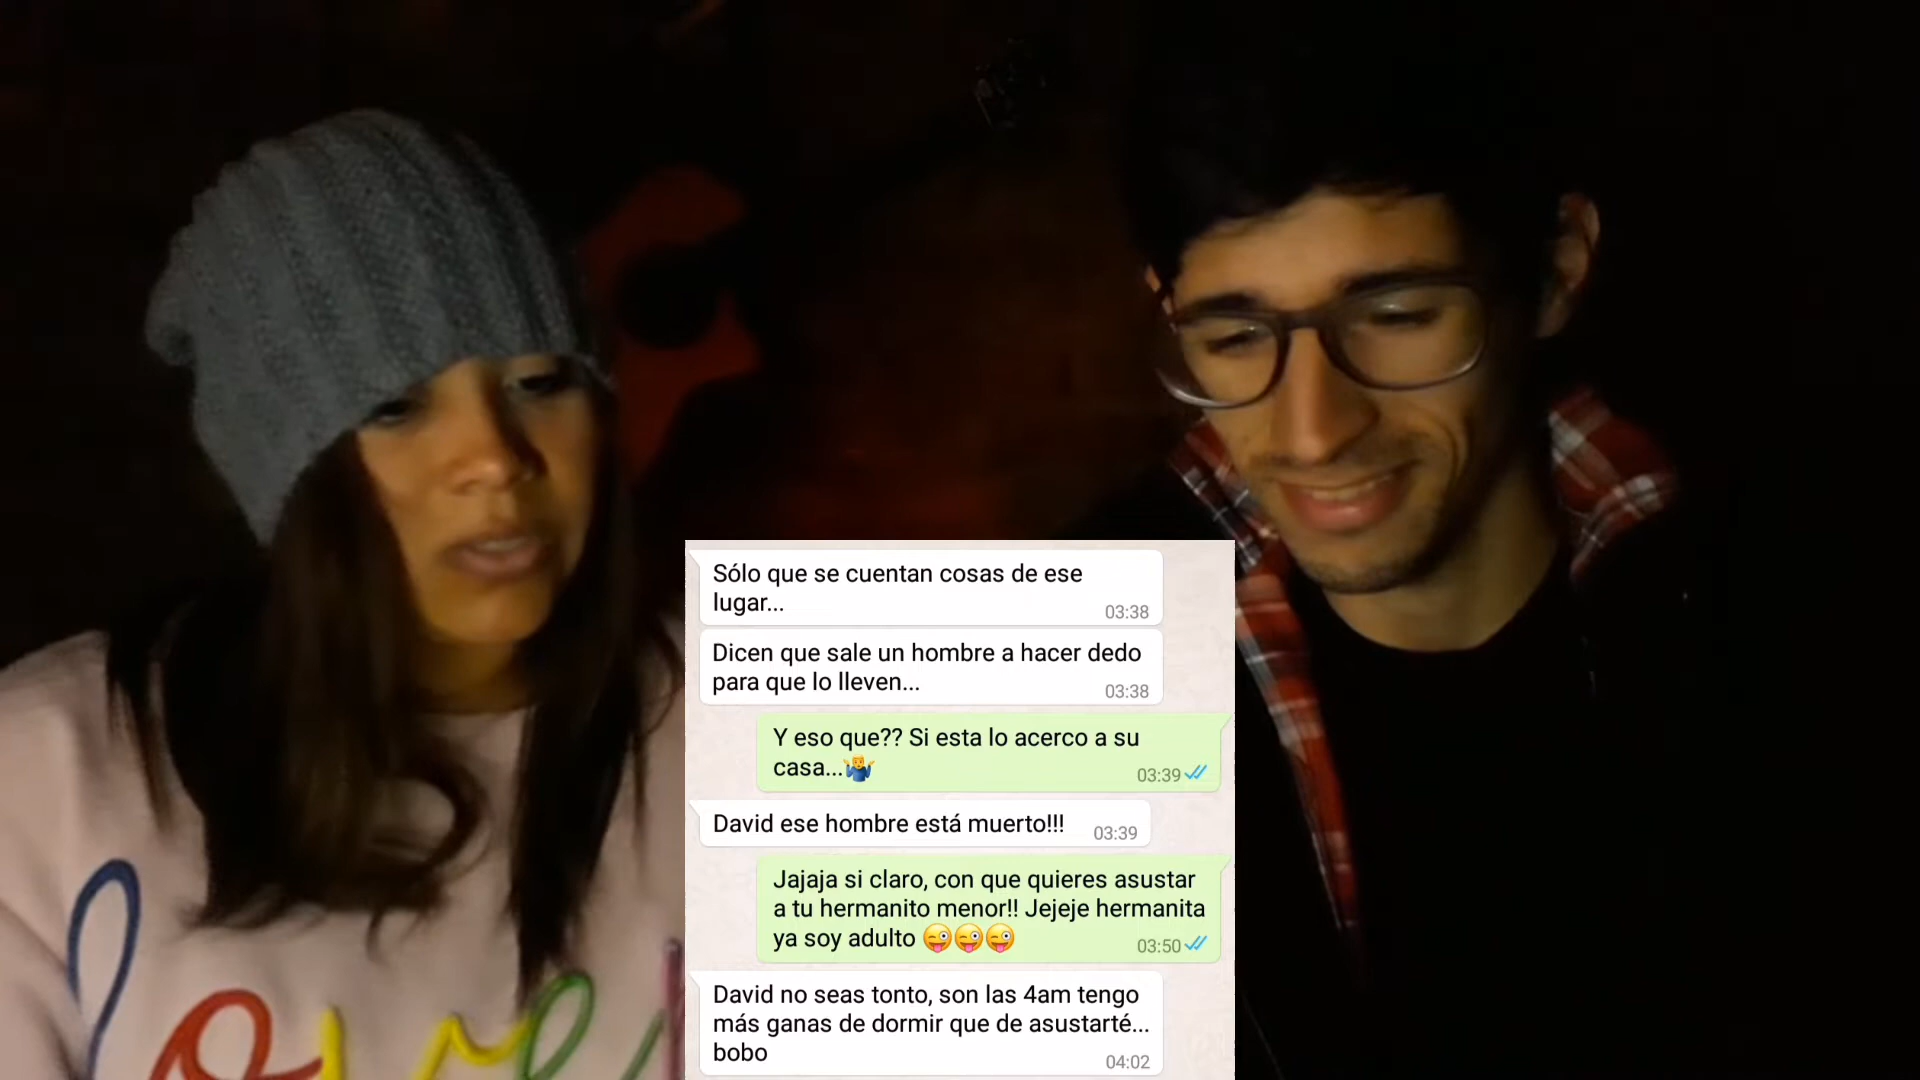 Sólo que se cuentan cosas de ese
lugar...
03:38
Dicen que sale un hombre a hacer dedo
para que lo lleven...
03:38
Y eso que?? Si esta lo acerco a su
casa...🤷‍♂️
03:39
David ese hombre está muerto!!!
03:39
Jajaja si claro, con que quieres asustar
a tu hermanito menor!! Jejeje hermanita
ya soy adulto 😜😜😜
03:50
David no seas tonto, son las 4am tengo
más ganas de dormir que de asustarté...
bobo
04:02
love